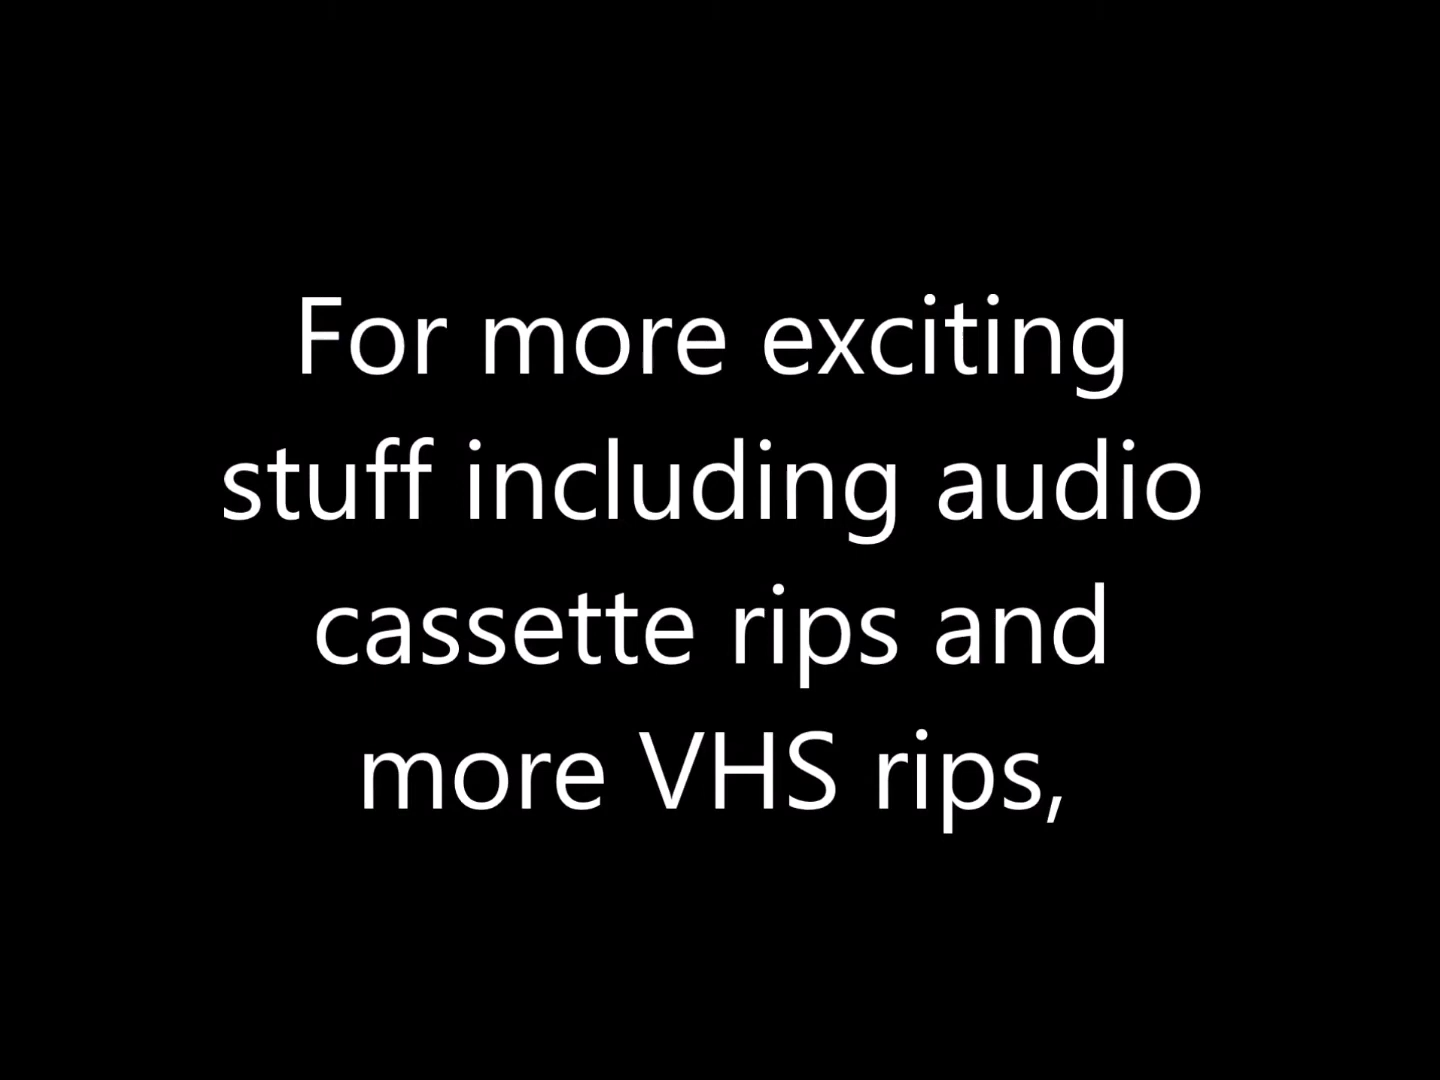 For more exciting
stuff including audio
cassette rips and
more VHS rips,